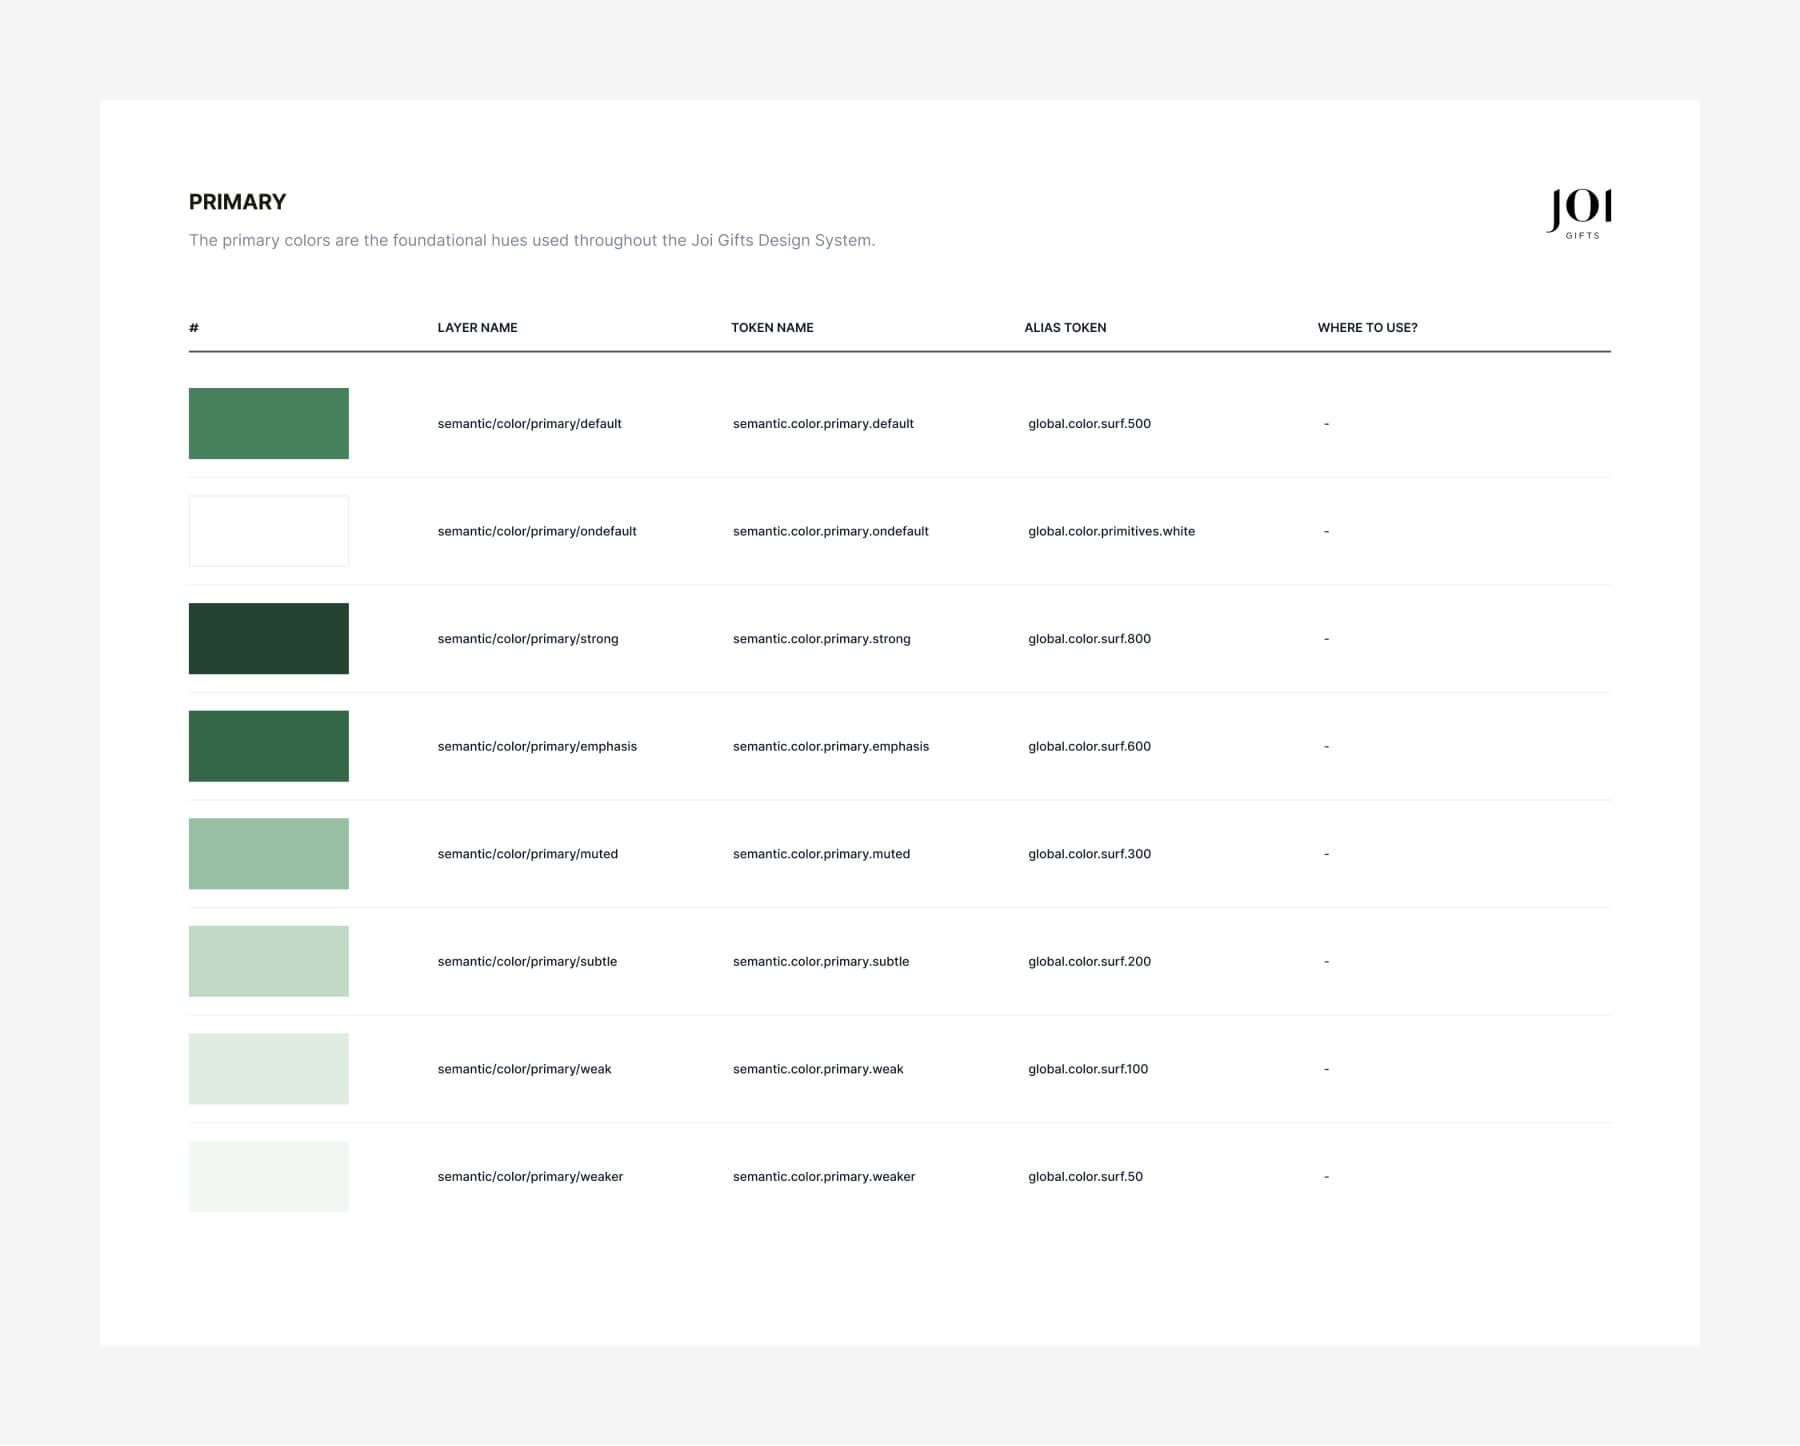 PRIMARY
The primary colors are the foundational hues used throughout the Joi Gifts Design System.
JOI
GIFTS
# LAYER NAME TOKEN NAME ALIAS TOKEN WHERE TO USE?
semantic/color/primary/default semantic.color.primary.default global.color.surf.500 -
semantic/color/primary/ondefault semantic.color.primary.ondefault global.color.primitives.white -
semantic/color/primary/strong semantic.color.primary.strong global.color.surf.800 -
semantic/color/primary/emphasis semantic.color.primary.emphasis global.color.surf.600 -
semantic/color/primary/muted semantic.color.primary.muted global.color.surf.300 -
semantic/color/primary/subtle semantic.color.primary.subtle global.color.surf.200 -
semantic/color/primary/weak semantic.color.primary.weak global.color.surf.100 -
semantic/color/primary/weaker semantic.color.primary.weaker global.color.surf.50 -